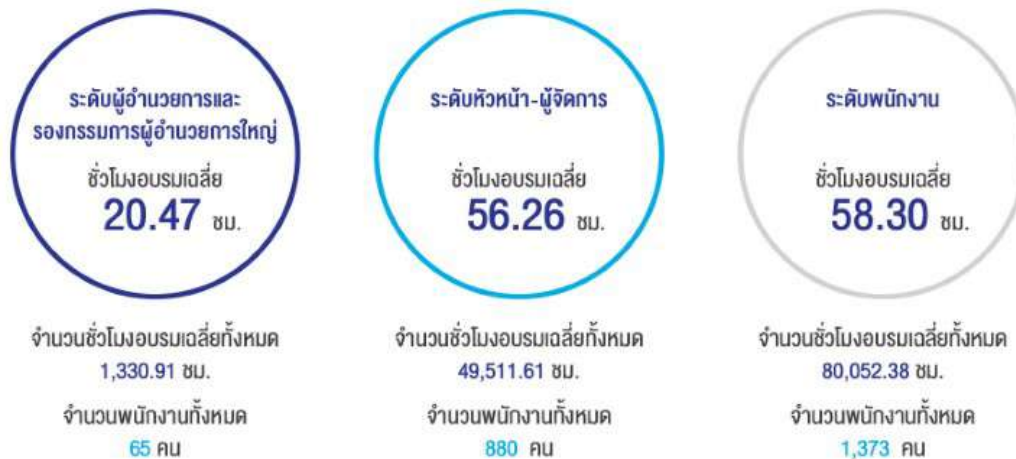 ระดับผู้อำนวยการและ
รองกรรมการผู้อำนวยการใหญ่
ชั่วโมงอบรมเฉลี่ย
20.47 ชม.
จำนวนชั่วโมงอบรมเฉลี่ยทั้งหมด
1,330.91 ชม.
จำนวนพนักงานทั้งหมด
65 คน
ระดับหัวหน้า-ผู้จัดการ
ชั่วโมงอบรมเฉลี่ย
56.26 ชม.
จำนวนชั่วโมงอบรมเฉลี่ยทั้งหมด
49,511.61 ชม.
จำนวนพนักงานทั้งหมด
880 คน
ระดับพนักงาน
ชั่วโมงอบรมเฉลี่ย
58.30 ชม.
จำนวนชั่วโมงอบรมเฉลี่ยทั้งหมด
80,052.38 ชม.
จำนวนพนักงานทั้งหมด
1,373 คน